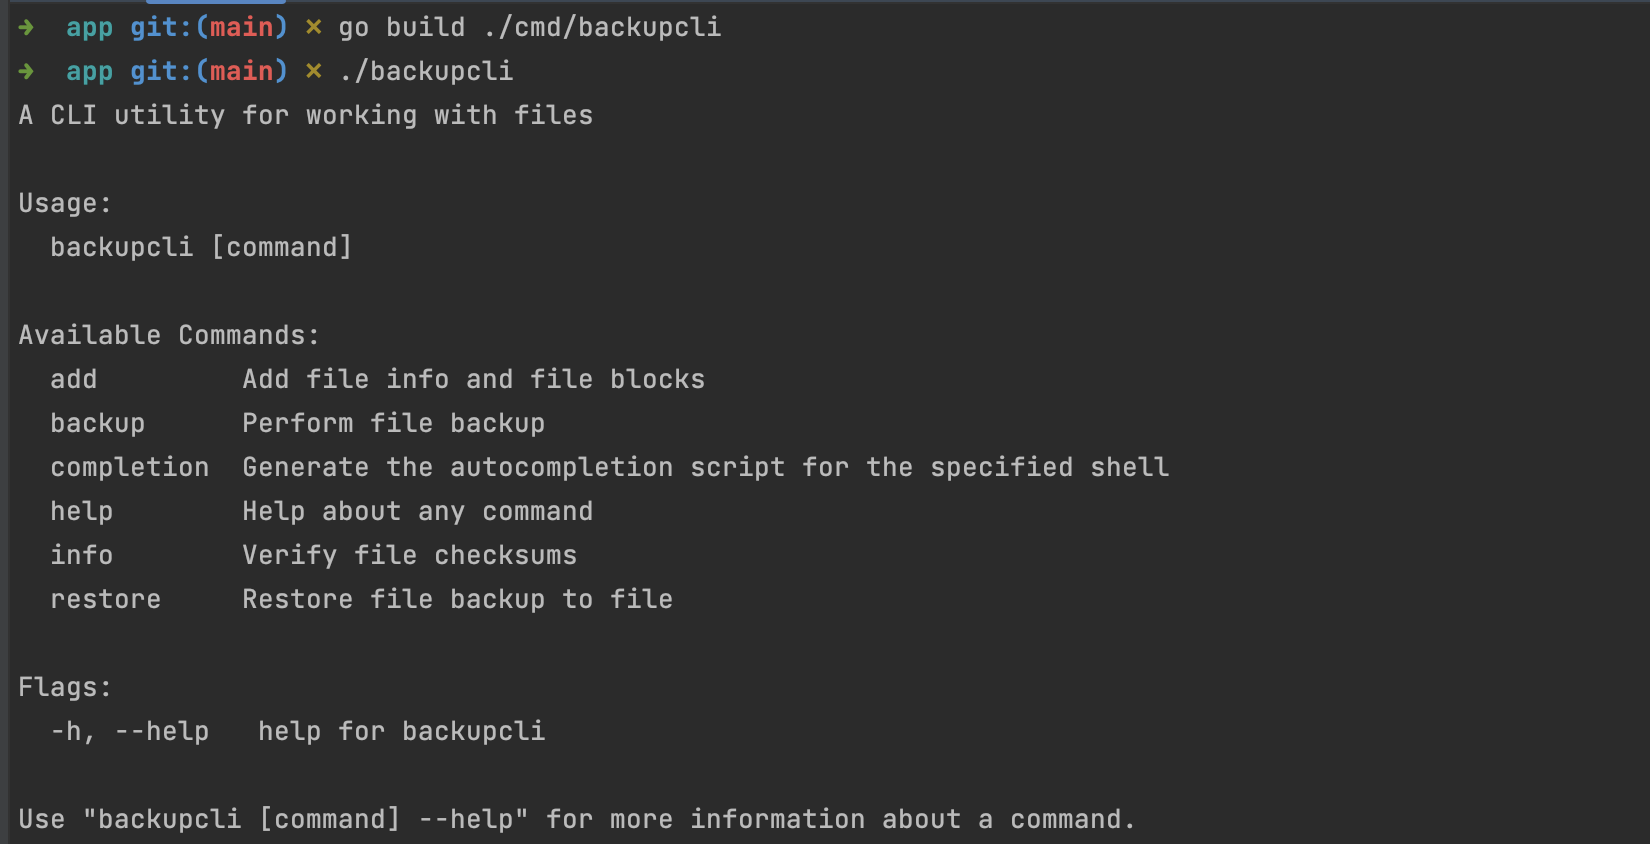 ➜  app git:(main) ✗ go build ./cmd/backupcli
➜  app git:(main) ✗ ./backupcli
A CLI utility for working with files

Usage:
  backupcli [command]

Available Commands:
  add         Add file info and file blocks
  backup      Perform file backup
  completion  Generate the autocompletion script for the specified shell
  help        Help about any command
  info        Verify file checksums
  restore     Restore file backup to file

Flags:
  -h, --help   help for backupcli

Use "backupcli [command] --help" for more information about a command.